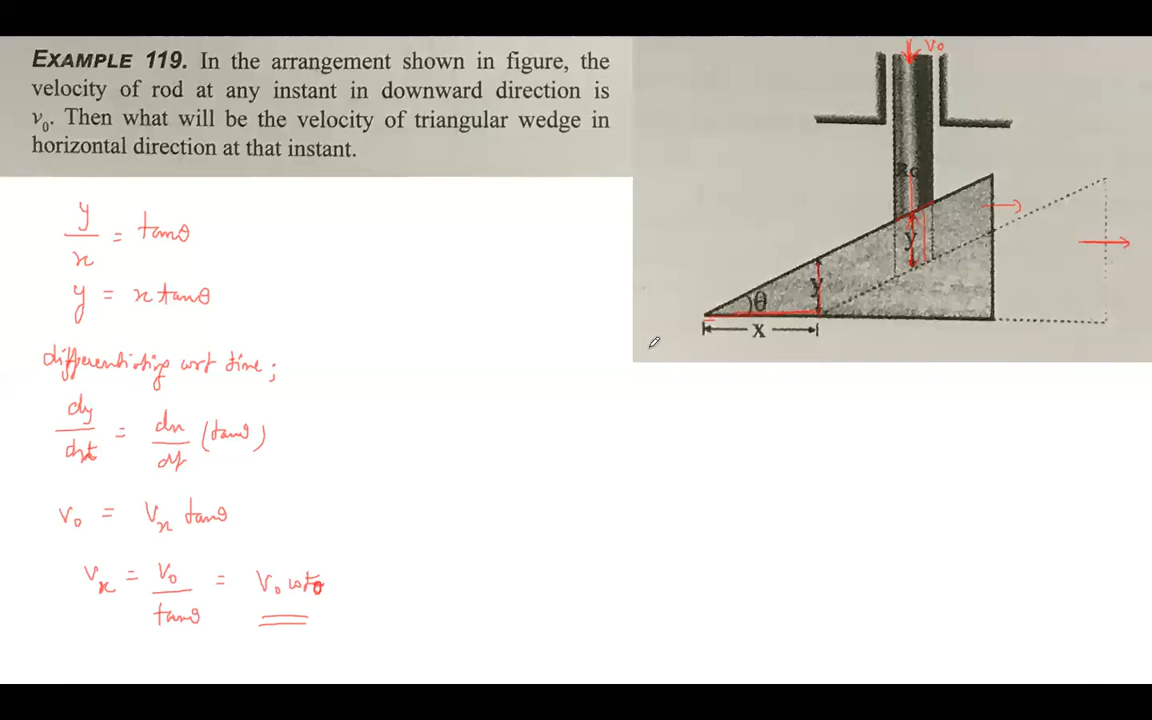 EXAMPLE 119. In the arrangement shown in figure, the
velocity of rod at any instant in downward direction is
v₀. Then what will be the velocity of triangular wedge in
horizontal direction at that instant.
y/x = tanθ
y = x tanθ
differentiating wrt time;
dy/dt = dx/dt (tanθ)
v₀ = vₓ tanθ
vₓ = v₀/tanθ = v₀ cotθ
v₀
y
y
θ
x